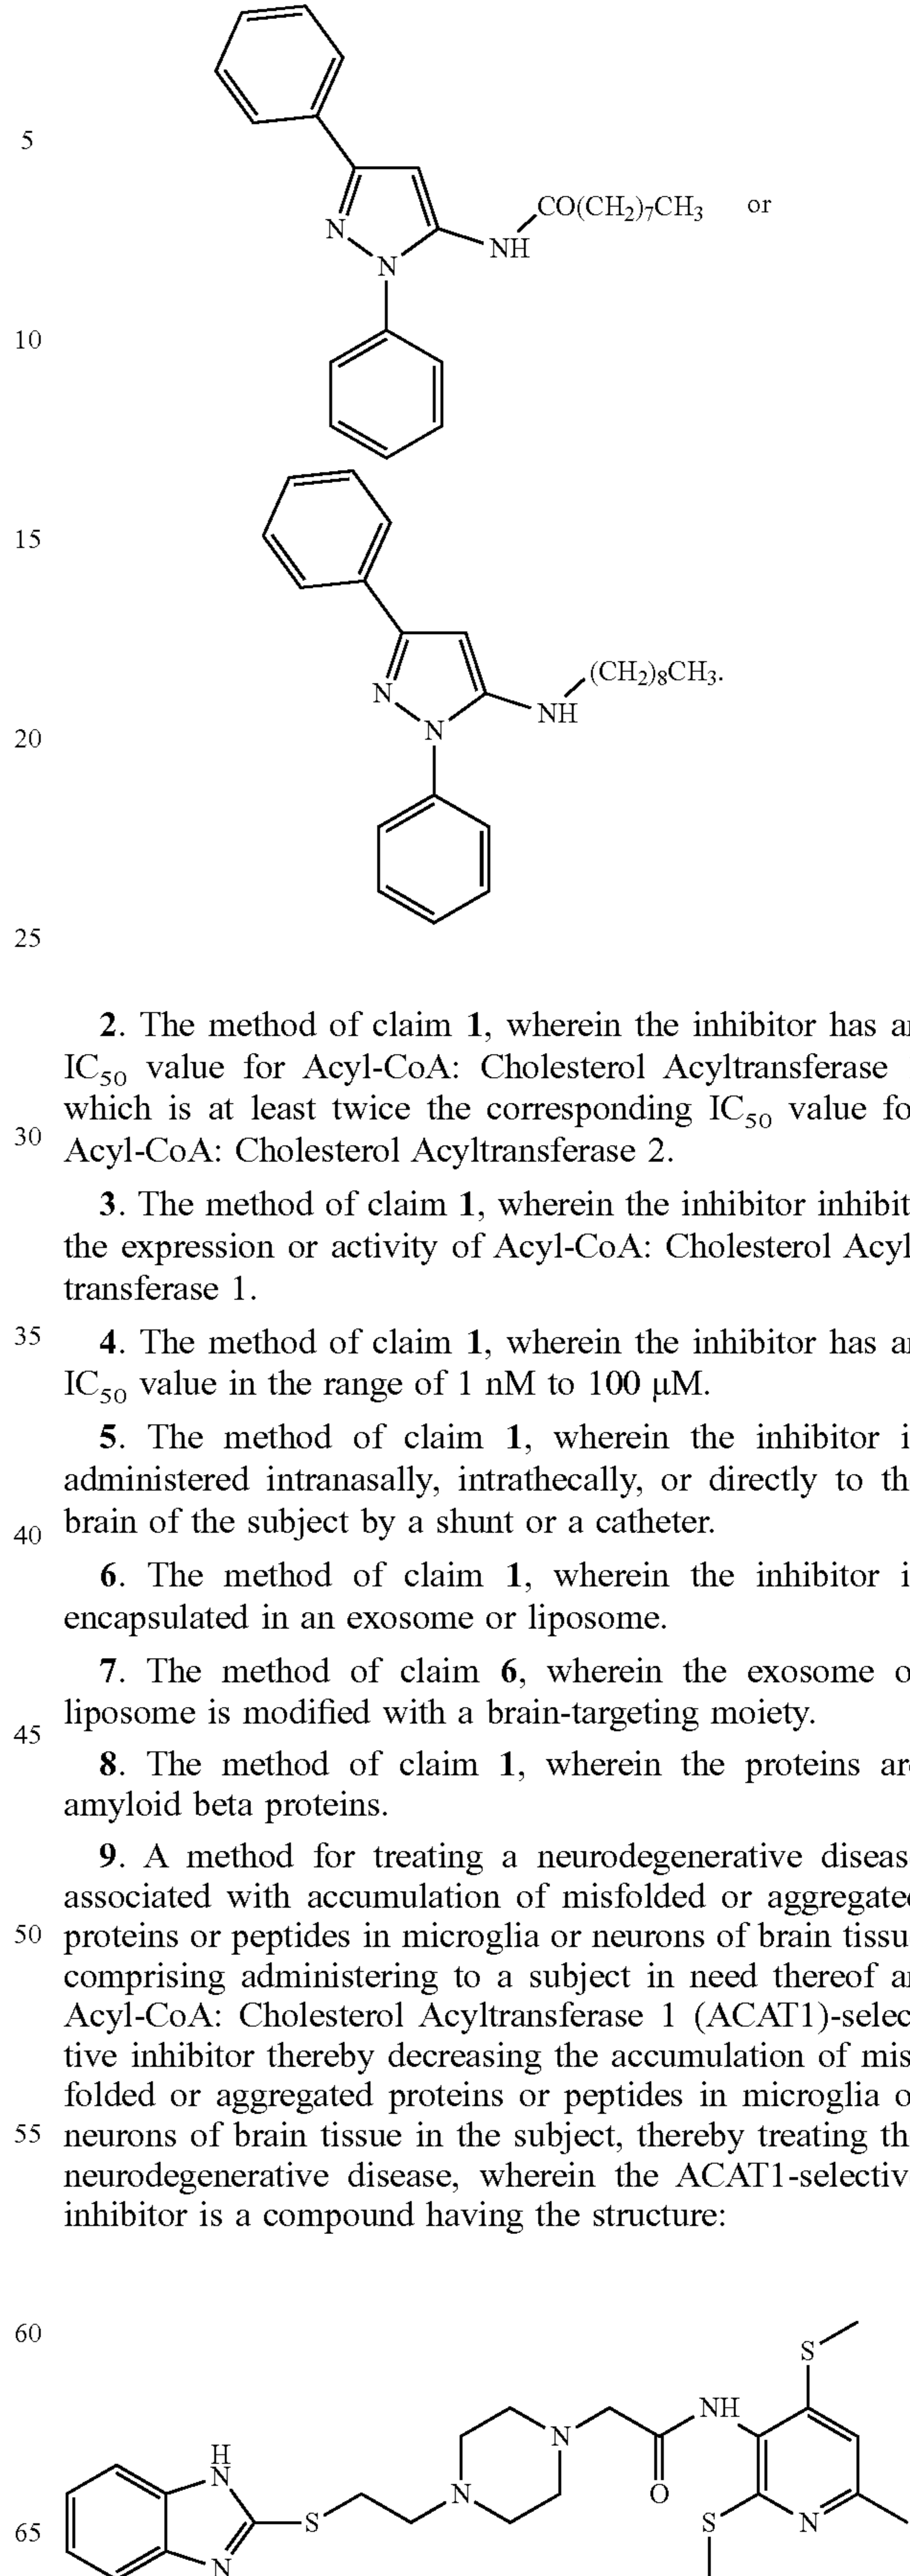 5
CO(CH2)7CH3 or
N
NH
N
10
15
(CH2)8CH3.
N
NH
N
20
25
2. The method of claim 1, wherein the inhibitor has an
IC50 value for Acyl-CoA: Cholesterol Acyltransferase
which is at least twice the corresponding IC50 value fo
30
Acyl-CoA: Cholesterol Acyltransferase 2.
3. The method of claim 1, wherein the inhibitor inhibit
the expression or activity of Acyl-CoA: Cholesterol Acyl
transferase 1.
35 4. The method of claim 1, wherein the inhibitor has an
IC50 value in the range of 1 nM to 100 μM.
5. The method of claim 1, wherein the inhibitor i
administered intranasally, intrathecally, or directly to th
40 brain of the subject by a shunt or a catheter.
6. The method of claim 1, wherein the inhibitor i
encapsulated in an exosome or liposome.
7. The method of claim 6, wherein the exosome o
45 liposome is modified with a brain-targeting moiety.
8. The method of claim 1, wherein the proteins are
amyloid beta proteins.
9. A method for treating a neurodegenerative diseas
associated with accumulation of misfolded or aggregated
50 proteins or peptides in microglia or neurons of brain tissu
comprising administering to a subject in need thereof an
Acyl-CoA: Cholesterol Acyltransferase 1 (ACAT1)-selec
tive inhibitor thereby decreasing the accumulation of mis
folded or aggregated proteins or peptides in microglia o
55 neurons of brain tissue in the subject, thereby treating th
neurodegenerative disease, wherein the ACAT1-selectiv
inhibitor is a compound having the structure:
60
S
NH
N
H
N
N
O
S
S
N
65
N